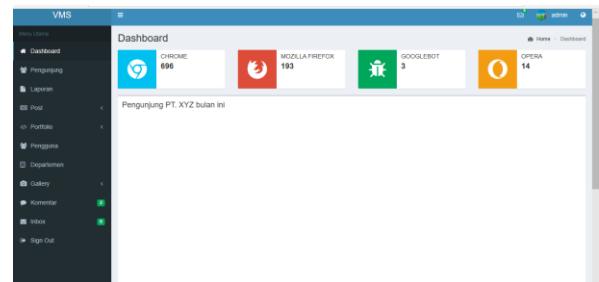 VMS
admin
Menu Utama
Dashboard
Pengunjung
Laporan
Post
Portfolio
Pengguna
Departemen
Gallery
Komentar
Inbox
Sign Out
Dashboard
Home
Dashboard
CHROME
696
MOZILLA FIREFOX
193
GOOGLEBOT
3
OPERA
14
Pengunjung PT. XYZ bulan ini